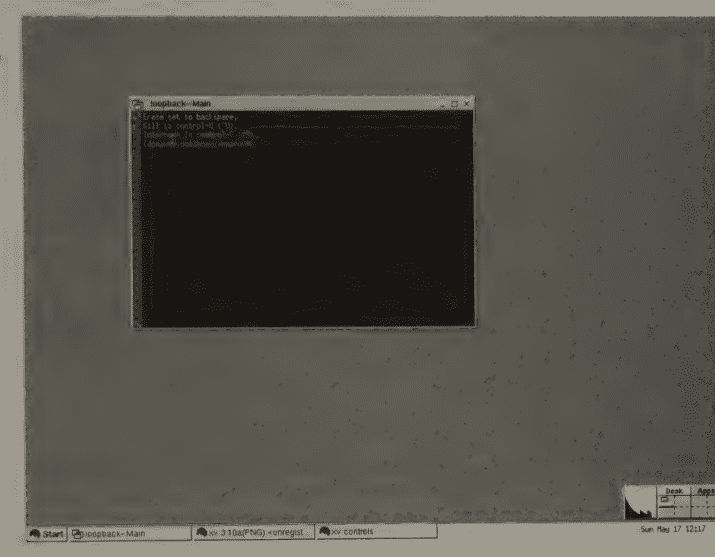 loopback-Main
Erase set to backspace.
Kill is control-U (^U).
Desk Apps
Start loopback-Main xv 3.10a(PNG) <unregist xv controls
Sun May 17 12:17